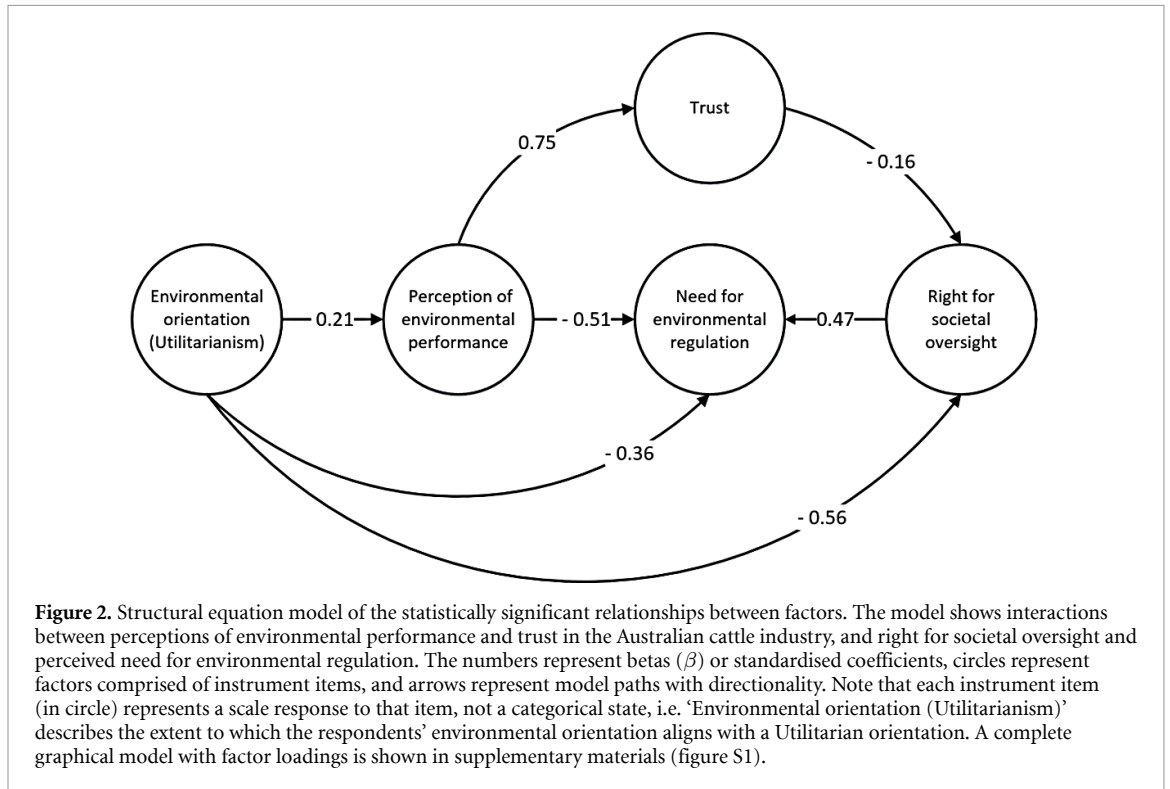 Trust
0.75
- 0.16
Environmental
orientation
(Utilitarianism)
0.21
Perception of
environmental
performance
- 0.51
Need for
environmental
regulation
0.47
Right for
societal
oversight
- 0.36
- 0.56
Figure 2. Structural equation model of the statistically significant relationships between factors. The model shows interactions
between perceptions of environmental performance and trust in the Australian cattle industry, and right for societal oversight and
perceived need for environmental regulation. The numbers represent betas (β) or standardised coefficients, circles represent
factors comprised of instrument items, and arrows represent model paths with directionality. Note that each instrument item
(in circle) represents a scale response to that item, not a categorical state, i.e. ‘Environmental orientation (Utilitarianism)’
describes the extent to which the respondents’ environmental orientation aligns with a Utilitarian orientation. A complete
graphical model with factor loadings is shown in supplementary materials (figure S1).